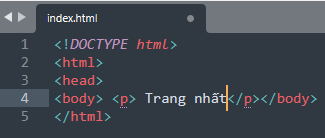 index.html
1 <!DOCTYPE html>
2 <html>
3 <head>
4 <body> <p> Trang nhất</p></body>
5 </html>